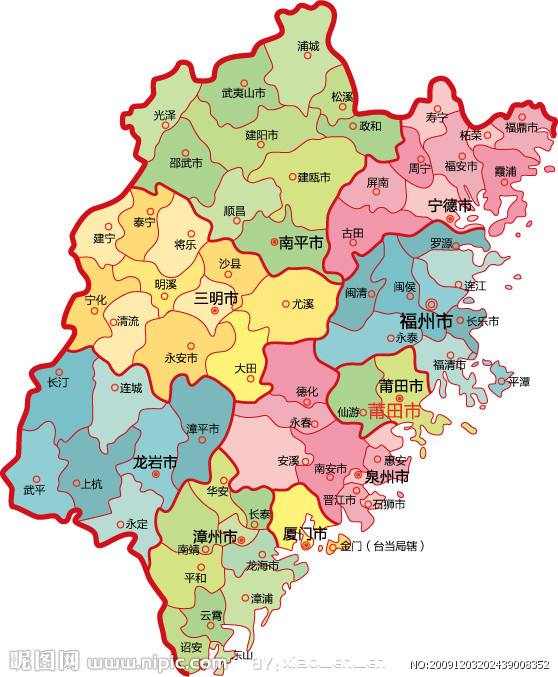 浦城
武夷山市
松溪
光泽
政和
寿宁
福鼎市
柘荣
建阳市
邵武市
周宁
福安市
建瓯市
屏南
霞浦
泰宁
顺昌
宁德市
建宁
将乐
南平市
古田
罗源
沙县
明溪
宁化
三明市
尤溪
闽清
闽侯
连江
清流
福州市
长乐市
永泰
永安市
福清市
大田
长汀
连城
德化
莆田市
平潭
仙游
莆田市
漳平市
永春
龙岩市
安溪
南安市
惠安
泉州市
武平
上杭
华安
晋江市
石狮市
永定
长泰
漳州市
厦门市
南靖
金门（台当局辖）
龙海市
平和
漳浦
云霄
诏安
东山
昵图网 www.nipic.com
NO:20091203202439008352